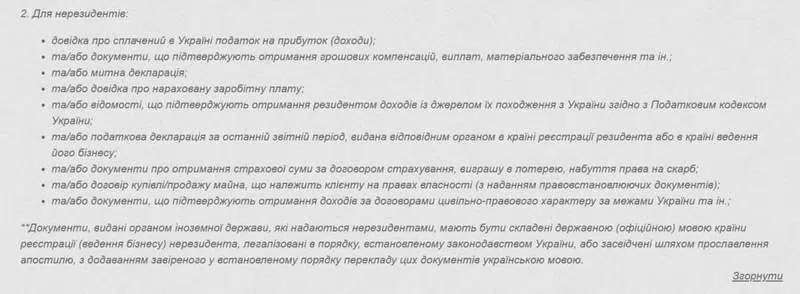 2. Для нерезидентів:
• довідка про сплачений в Україні податок на прибуток (доходи);
• та/або документи, що підтверджують отримання грошових компенсацій, виплат, матеріального забезпечення та ін.;
• та/або митна декларація;
• та/або довідка про нараховану заробітну плату;
• та/або відомості, що підтверджують отримання резидентом доходів із джерелом їх походження з України згідно з Податковим кодексом
України;
• та/або податкова декларація за останній звітній період, видана відповідним органом в країні реєстрації резидента або в країні ведення
його бізнесу;
• та/або документи про отримання страхової суми за договором страхування, виграшу в лотерею, набуття права на скарб;
• та/або договір купівлі/продажу майна, що належить клієнту на правах власності (з наданням правовстановлюючих документів);
• та/або документи, що підтверджують отримання доходів за договорами цивільно-правового характеру за межами України та ін.;
**Документи, видані органом іноземної держави, які надаються нерезидентами, мають бути складені державною (офіційною) мовою країни
реєстрації (ведення бізнесу) нерезидента, легалізовані в порядку, встановленому законодавством України, або засвідчені шляхом проставлення
апостилю, з додаванням завіреного у встановленому порядку перекладу цих документів українською мовою.
Згорнути